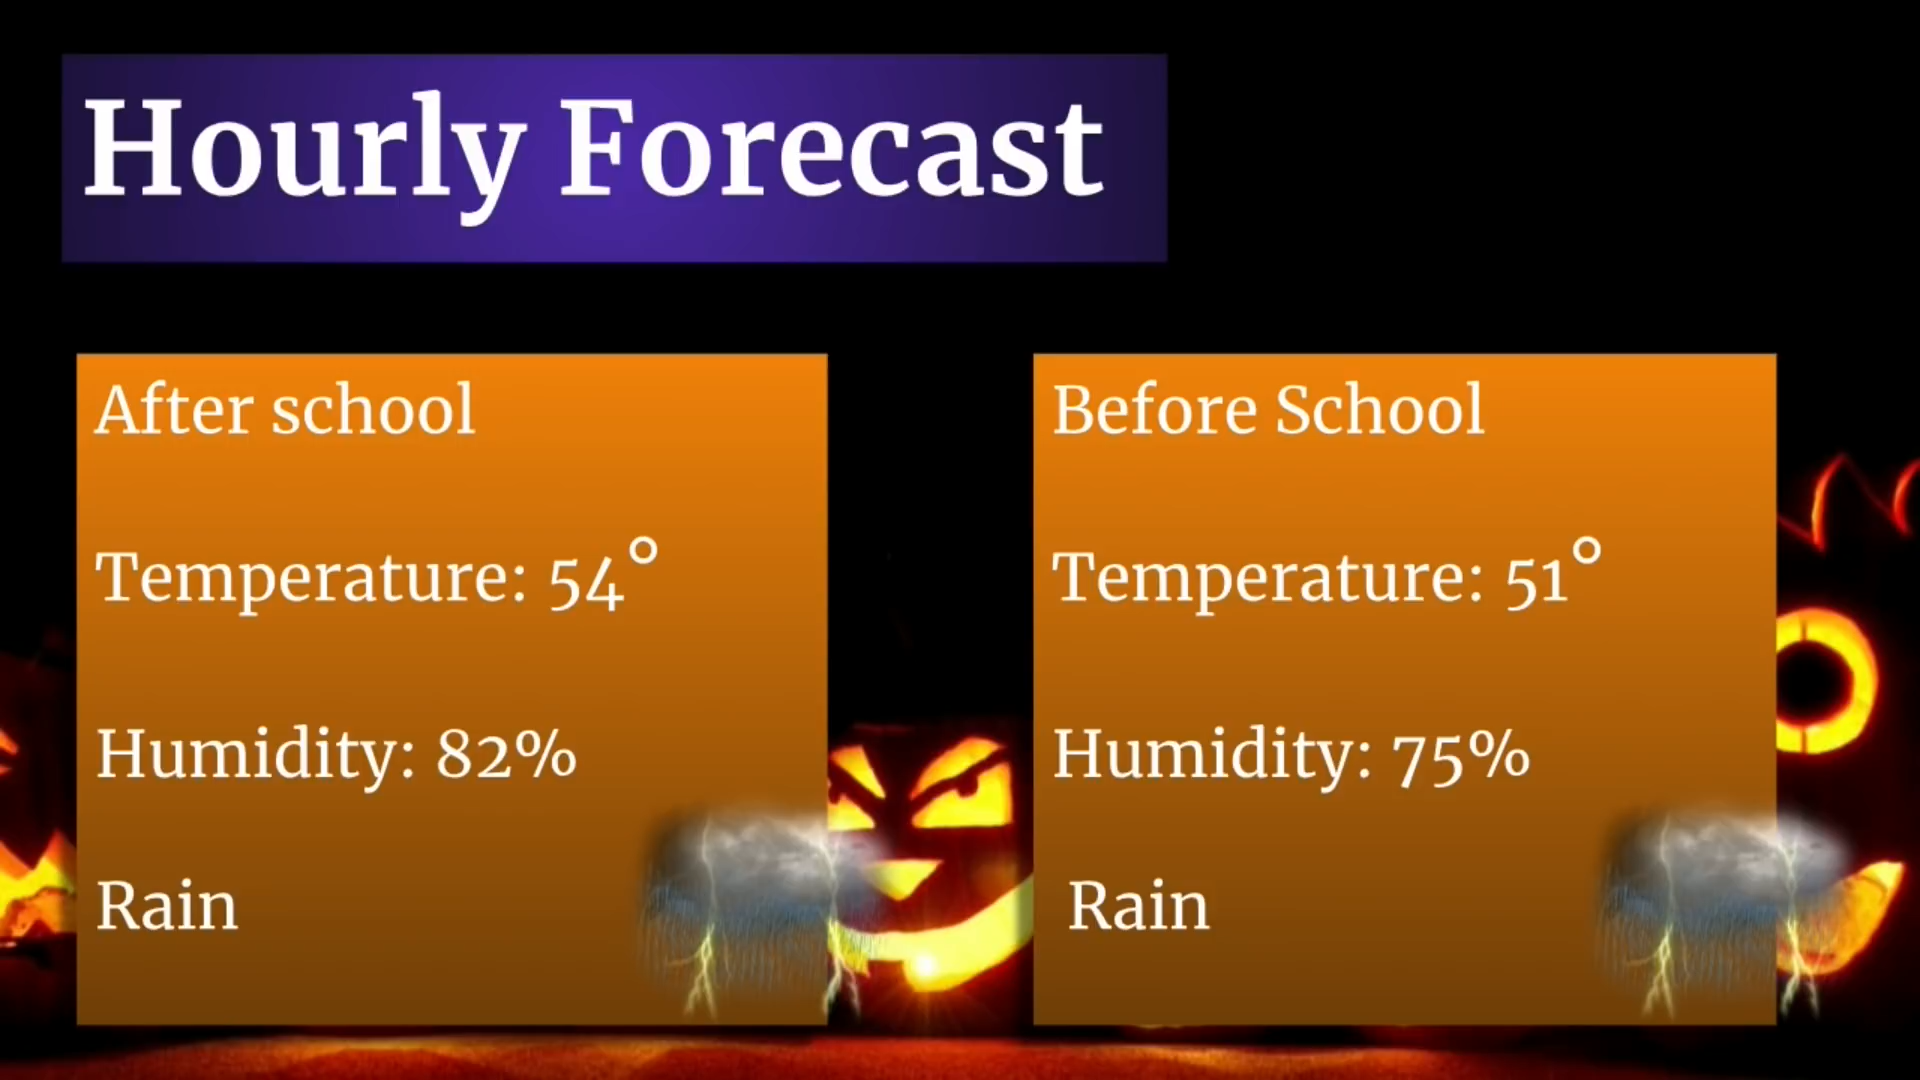 Hourly Forecast
After school
Temperature: 54°
Humidity: 82%
Rain
Before School
Temperature: 51°
Humidity: 75%
Rain